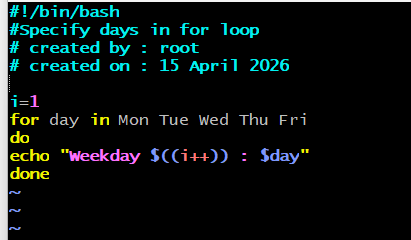 #!/bin/bash
#Specify days in for loop
# created by : root
# created on : 15 April 2026
i=1
for day in Mon Tue Wed Thu Fri
do
echo "Weekday $((i++)) : $day"
done
~
~
~